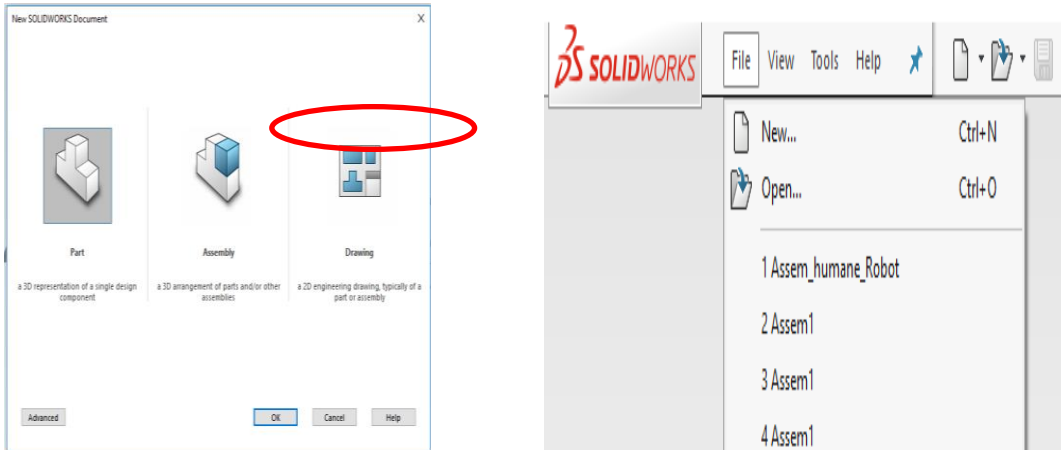 New SOLIDWORKS Document X
Part
a 3D representation of a single design
component
Assembly
a 3D arrangement of parts and/or other
assemblies
Drawing
a 2D engineering drawing, typically of a
part or assembly
Advanced OK Cancel Help
SOLIDWORKS File View Tools Help
New... Ctrl+N
Open... Ctrl+O
1 Assem_humane_Robot
2 Assem1
3 Assem1
4 Assem1